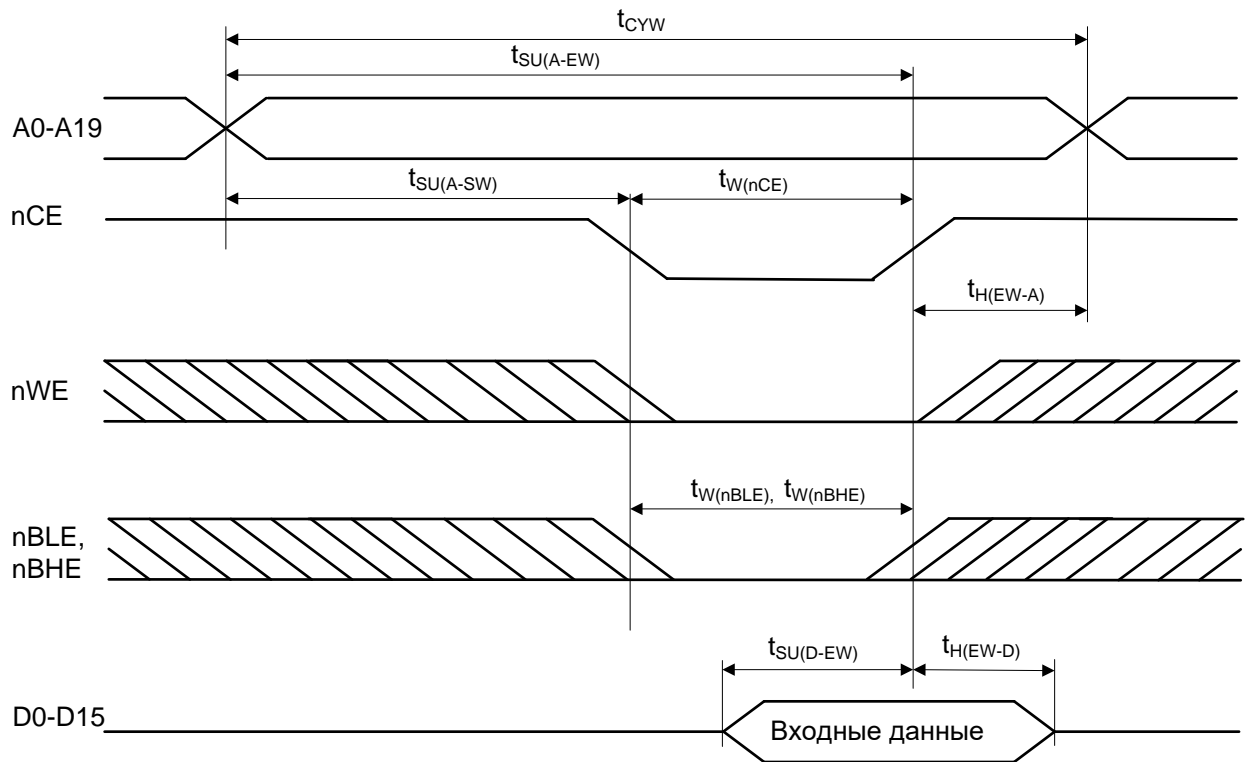 tCYW
tSU(A-EW)
A0-A19
tSU(A-SW)
tW(nCE)
nCE
tH(EW-A)
nWE
tW(nBLE), tW(nBHE)
nBLE,
nBHE
tSU(D-EW)
tH(EW-D)
D0-D15
Входные данные